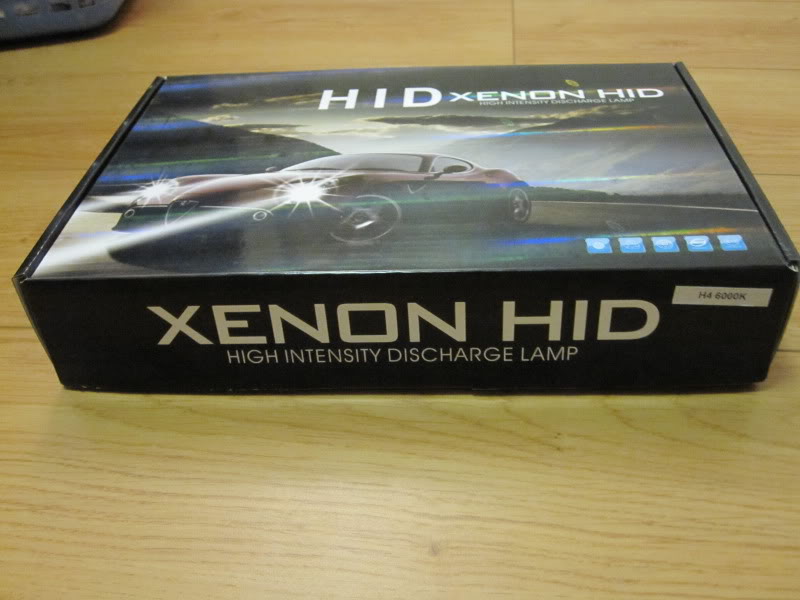 HID XENON HID
HIGH INTENSITY DISCHARGE LAMP
H4 6000K
XENON HID
HIGH INTENSITY DISCHARGE LAMP